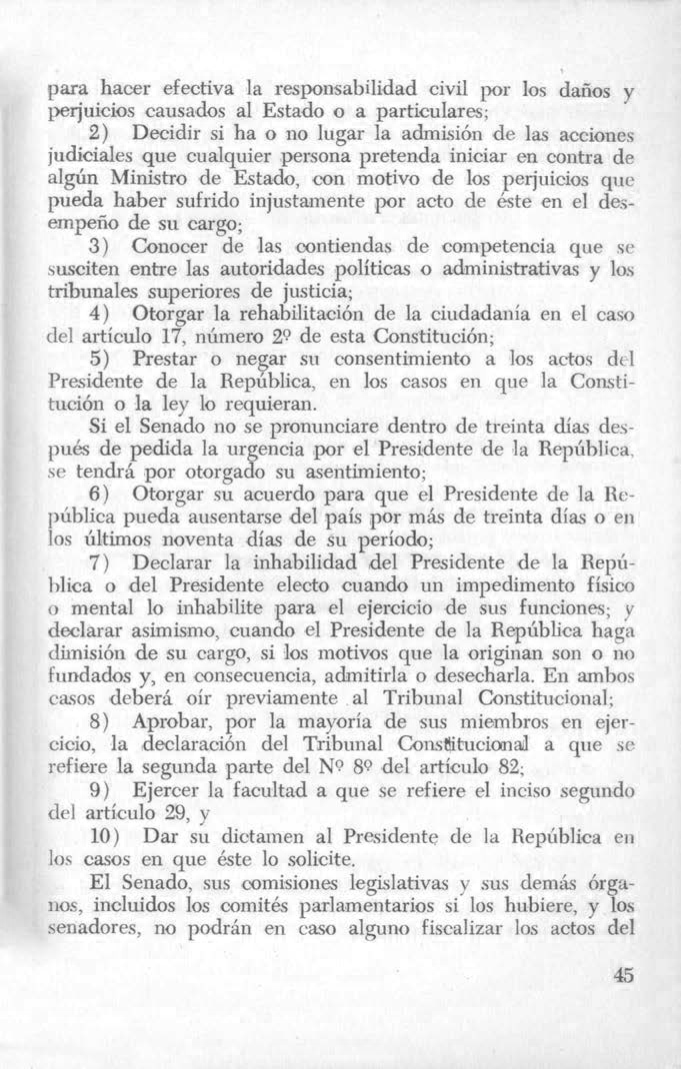 para hacer efectiva la responsabilidad civil por los daños y
perjuicios causados al Estado o a particulares;
2) Decidir si ha o no lugar la admisión de las acciones
judiciales que cualquier persona pretenda iniciar en contra de
algún Ministro de Estado, con motivo de los perjuicios que
pueda haber sufrido injustamente por acto de éste en el des-
empeño de su cargo;
3) Conocer de las contiendas de competencia que se
susciten entre las autoridades políticas o administrativas y los
tribunales superiores de justicia;
4) Otorgar la rehabilitación de la ciudadanía en el caso
del artículo 17, número 2º de esta Constitución;
5) Prestar o negar su consentimiento a los actos del
Presidente de la República, en los casos en que la Consti-
tución o la ley lo requieran.
Si el Senado no se pronunciare dentro de treinta días des-
pués de pedida la urgencia por el Presidente de la República,
se tendrá por otorgado su asentimiento;
6) Otorgar su acuerdo para que el Presidente de la Re-
pública pueda ausentarse del país por más de treinta días o en
los últimos noventa días de su período;
7) Declarar la inhabilidad del Presidente de la Repú-
blica o del Presidente electo cuando un impedimento físico
o mental lo inhabilite para el ejercicio de sus funciones; y
declarar asimismo, cuando el Presidente de la República haga
dimisión de su cargo, si los motivos que la originan son o no
fundados y, en consecuencia, admitirla o desecharla. En ambos
casos deberá oír previamente al Tribunal Constitucional;
8) Aprobar, por la mayoría de sus miembros en ejer-
cicio, la declaración del Tribunal Constitucional a que se
refiere la segunda parte del Nº 8º del artículo 82;
9) Ejercer la facultad a que se refiere el inciso segundo
del artículo 29, y
10) Dar su dictamen al Presidente de la República en
los casos en que éste lo solicite.
El Senado, sus comisiones legislativas y sus demás órga-
nos, incluidos los comités parlamentarios si los hubiere, y los
senadores, no podrán en caso alguno fiscalizar los actos del
45